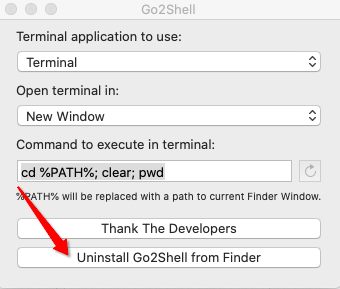 Go2Shell
Terminal application to use:
Terminal
Open terminal in:
New Window
Command to execute in terminal:
cd %PATH%; clear; pwd
%PATH% will be replaced with a path to current Finder Window.
Thank The Developers
Uninstall Go2Shell from Finder